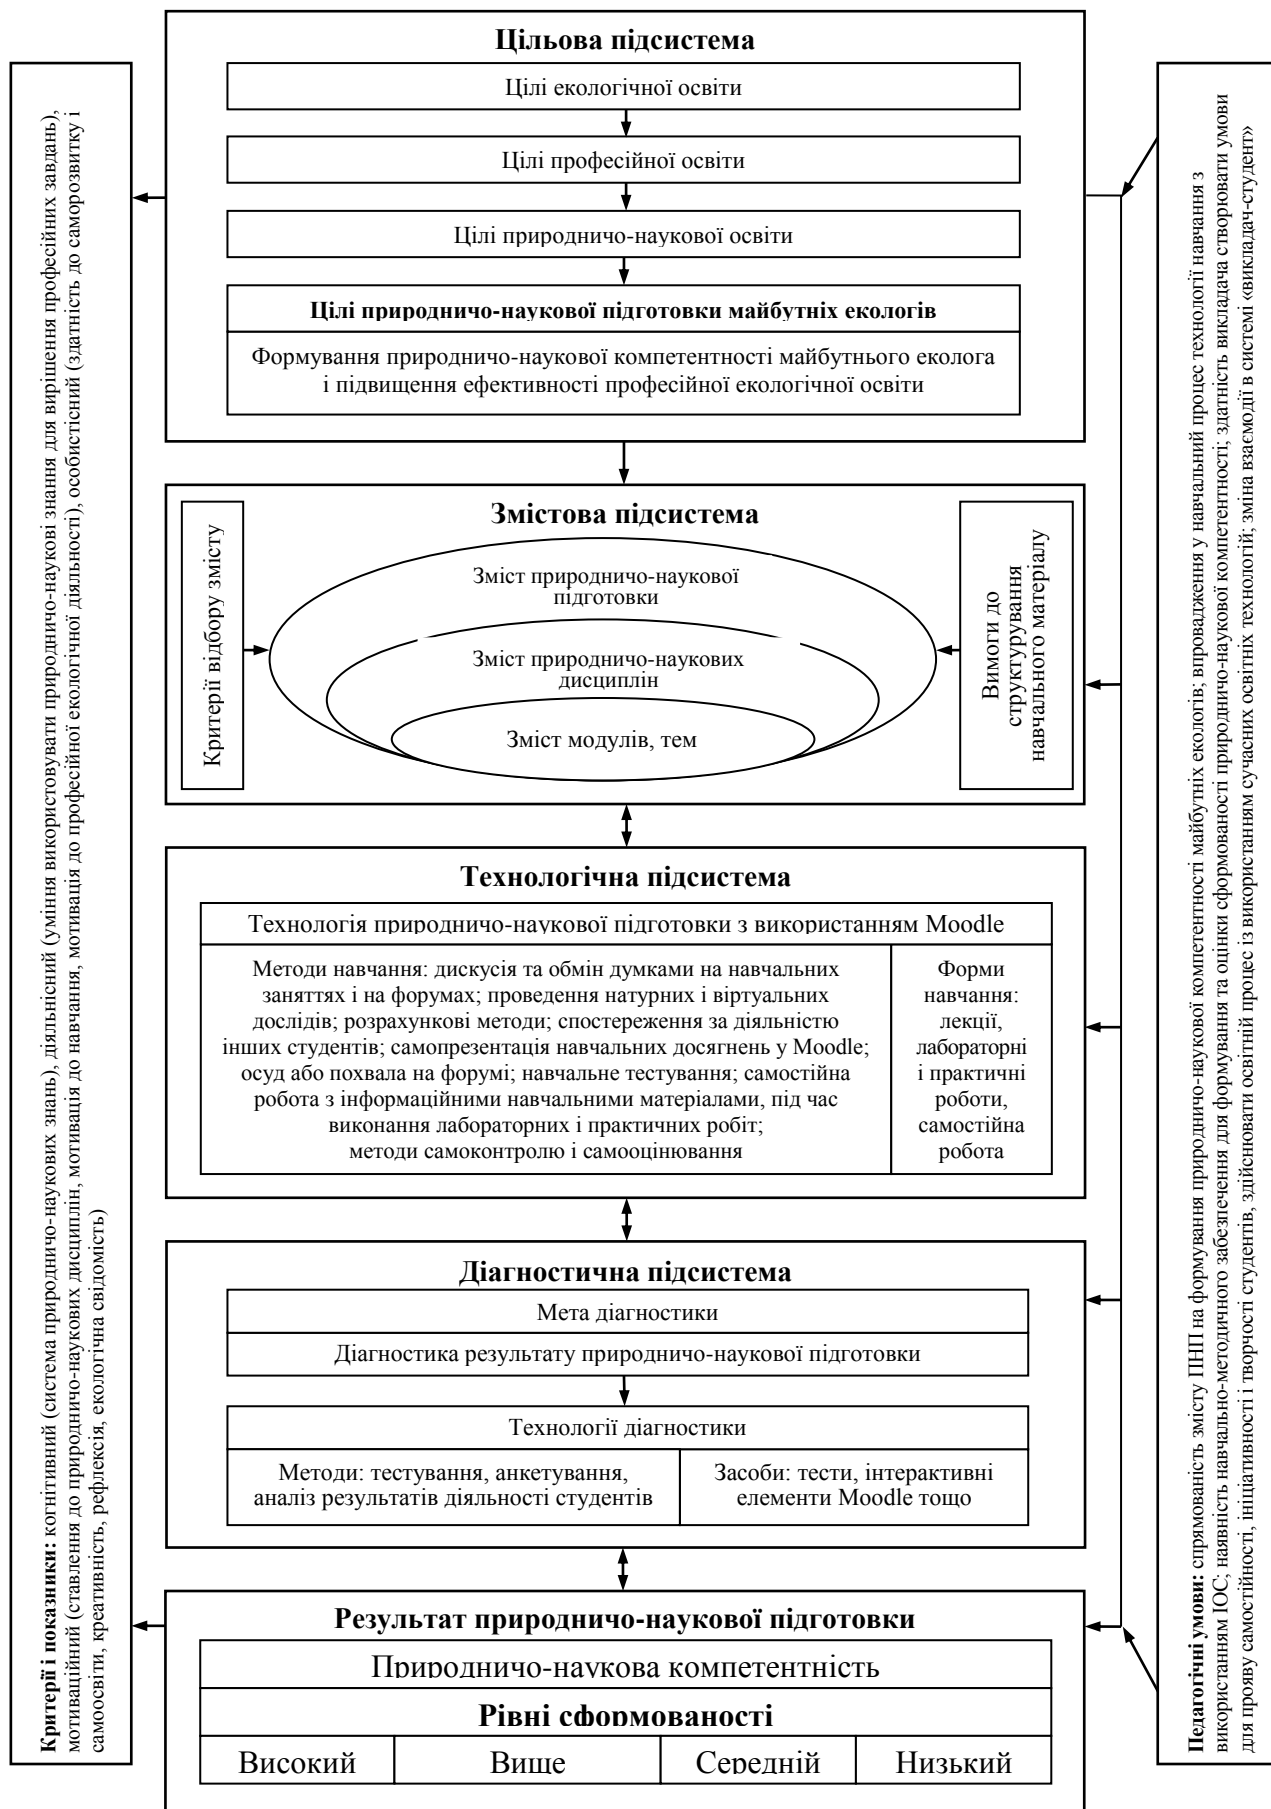 Цільова підсистема
Цілі екологічної освіти
Цілі професійної освіти
Цілі природничо-наукової освіти
Цілі природничо-наукової підготовки майбутніх екологів
Формування природничо-наукової компетентності майбутнього еколога
і підвищення ефективності професійної екологічної освіти
Змістова підсистема
Критерії відбору змісту
Зміст природничо-наукової
підготовки
Зміст природничо-наукових
дисциплін
Зміст модулів, тем
Вимоги до
структурування
навчального матеріалу
Технологічна підсистема
Технологія природничо-наукової підготовки з використанням Moodle
Методи навчання: дискусія та обмін думками на навчальних
заняттях і на форумах; проведення натурних і віртуальних
дослідів; розрахункові методи; спостереження за діяльністю
інших студентів; самопрезентація навчальних досягнень у Moodle;
осуд або похвала на форумі; навчальне тестування; самостійна
робота з інформаційними навчальними матеріалами, під час
виконання лабораторних і практичних робіт;
методи самоконтролю і самооцінювання
Форми
навчання:
лекції,
лабораторні
і практичні
роботи,
самостійна
робота
Діагностична підсистема
Мета діагностики
Діагностика результату природничо-наукової підготовки
Технології діагностики
Методи: тестування, анкетування,
аналіз результатів діяльності студентів
Засоби: тести, інтерактивні
елементи Moodle тощо
Результат природничо-наукової підготовки
Природничо-наукова компетентність
Рівні сформованості
Високий
Вище
Середній
Низький
Критерії і показники: когнітивний (система природничо-наукових знань), діяльнісний (уміння використовувати природничо-наукові знання для вирішення професійних завдань),
мотиваційний (ставлення до природничо-наукових дисциплін, мотивація до навчання, мотивація до професійної екологічної діяльності), особистісний (здатність до саморозвитку і
самоосвіти, креативність, рефлексія, екологічна свідомість)
Педагогічні умови: спрямованість змісту ПНП на формування природничо-наукової компетентності майбутніх екологів; впровадження у навчальний процес технології навчання з
використанням ІОС; наявність навчально-методичного забезпечення для формування та оцінки сформованості природничо-наукової компетентності; здатність викладача створювати умови
для прояву самостійності, ініціативності і творчості студентів, здійснювати освітній процес із використанням сучасних освітніх технологій; зміна взаємодії в системі «викладач-студент»